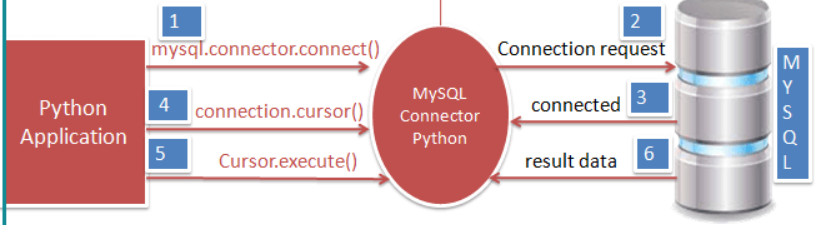 1
mysql.connector.connect()
2
Connection request
Python
Application
4
connection.cursor()
MySQL
Connector
Python
connected
3
5
Cursor.execute()
result data
6
M
Y
S
Q
L